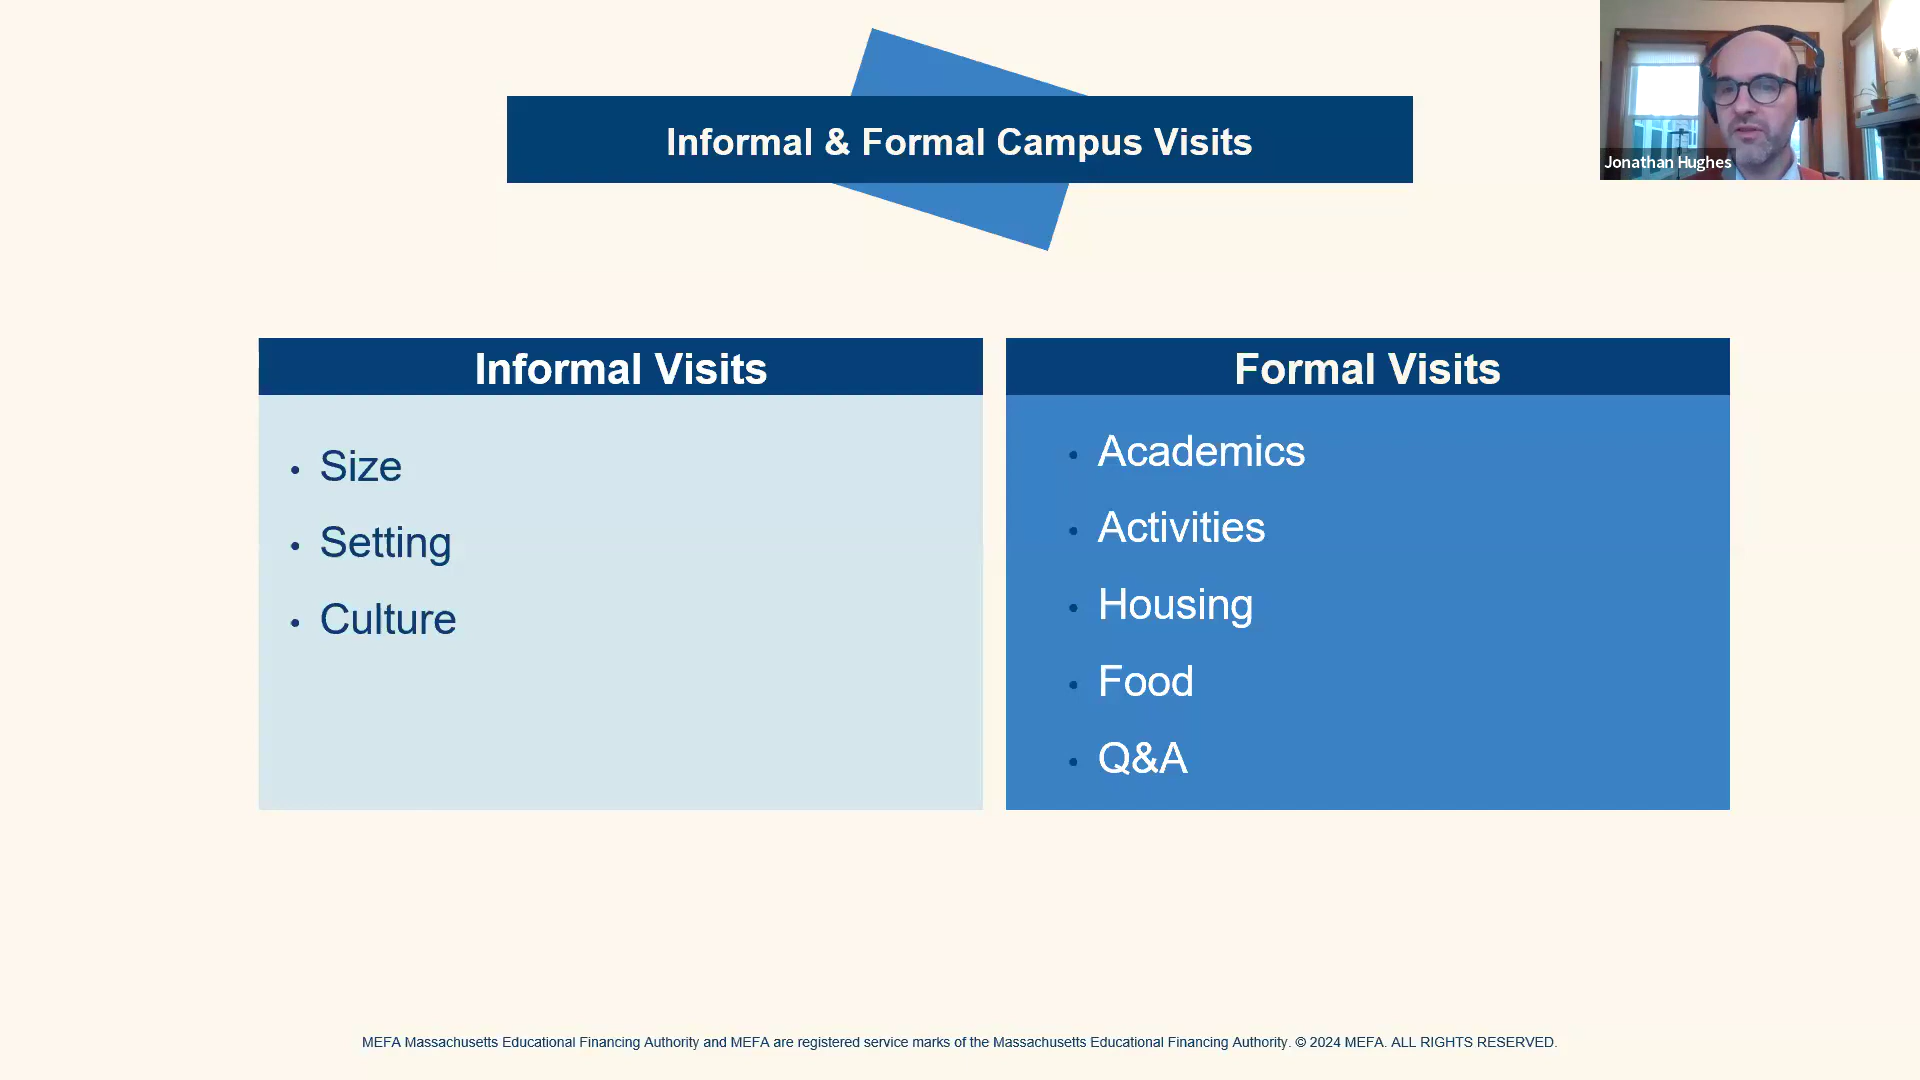 Informal & Formal Campus Visits
Jonathan Hughes
Informal Visits
• Size
• Setting
• Culture
Formal Visits
• Academics
• Activities
• Housing
• Food
• Q&A
MEFA Massachusetts Educational Financing Authority and MEFA are registered service marks of the Massachusetts Educational Financing Authority. © 2024 MEFA. ALL RIGHTS RESERVED.